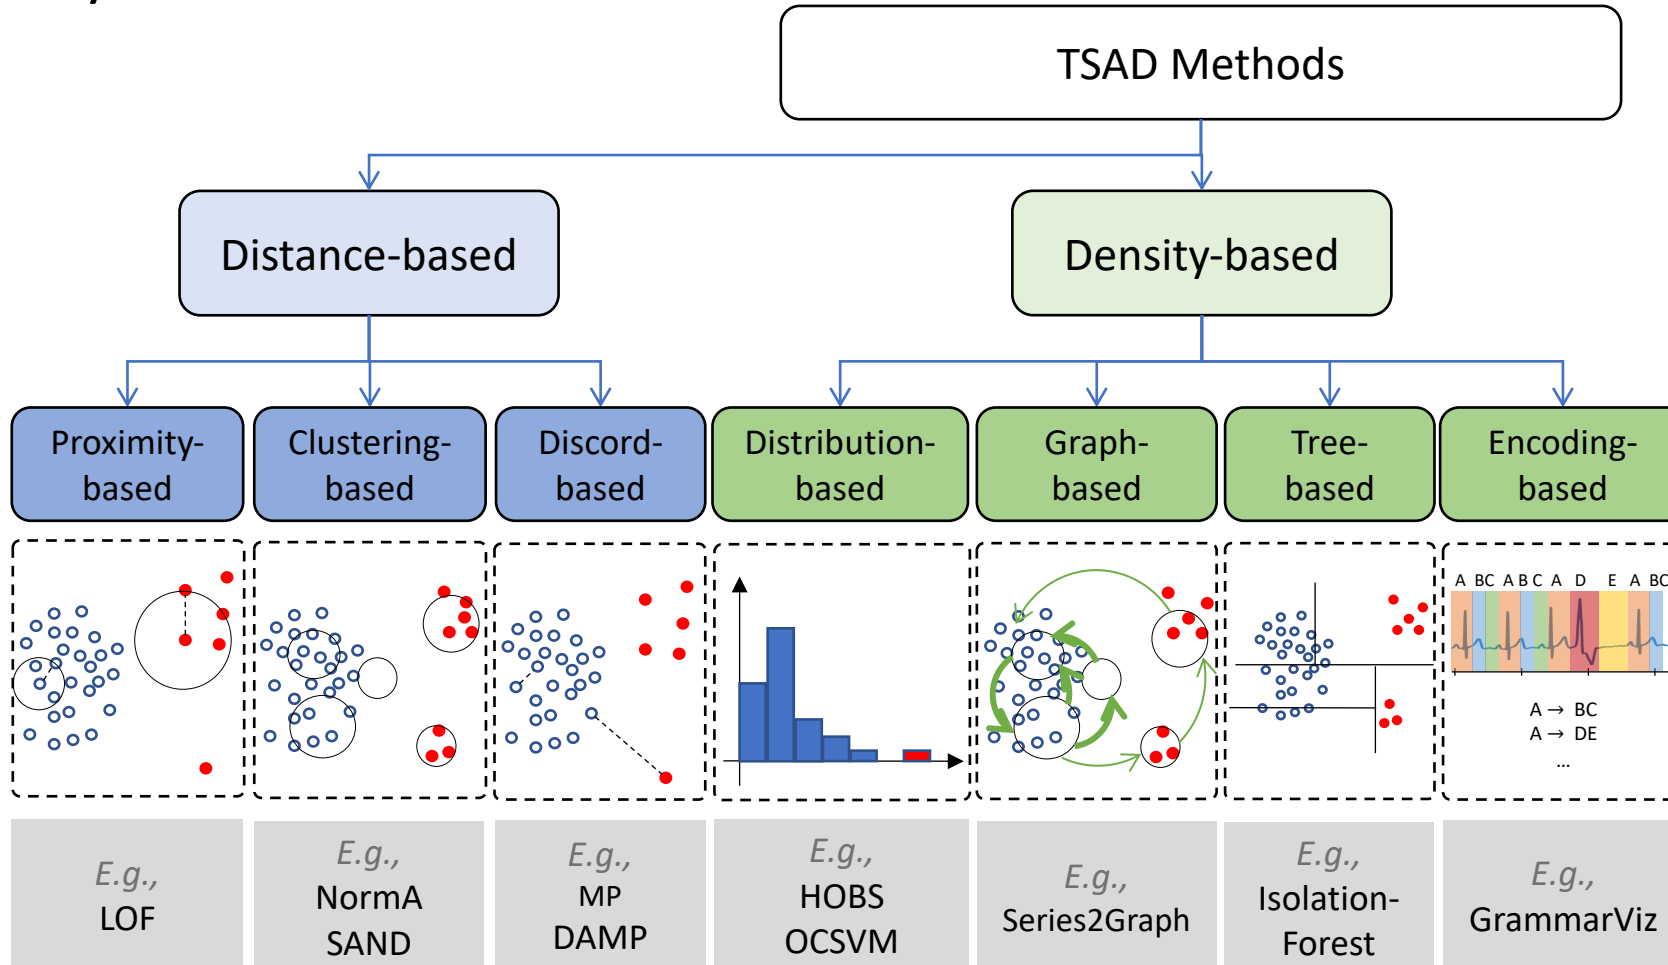 TSAD Methods
Distance-based
Density-based
Proximity-
based
Clustering-
based
Discord-
based
Distribution-
based
Graph-
based
Tree-
based
Encoding-
based
A BC A B C A D E A BC
A → BC
A → DE
...
E.g.,
LOF
E.g.,
NormA
SAND
E.g.,
MP
DAMP
E.g.,
HOBS
OCSVM
E.g.,
Series2Graph
E.g.,
Isolation-
Forest
E.g.,
GrammarViz